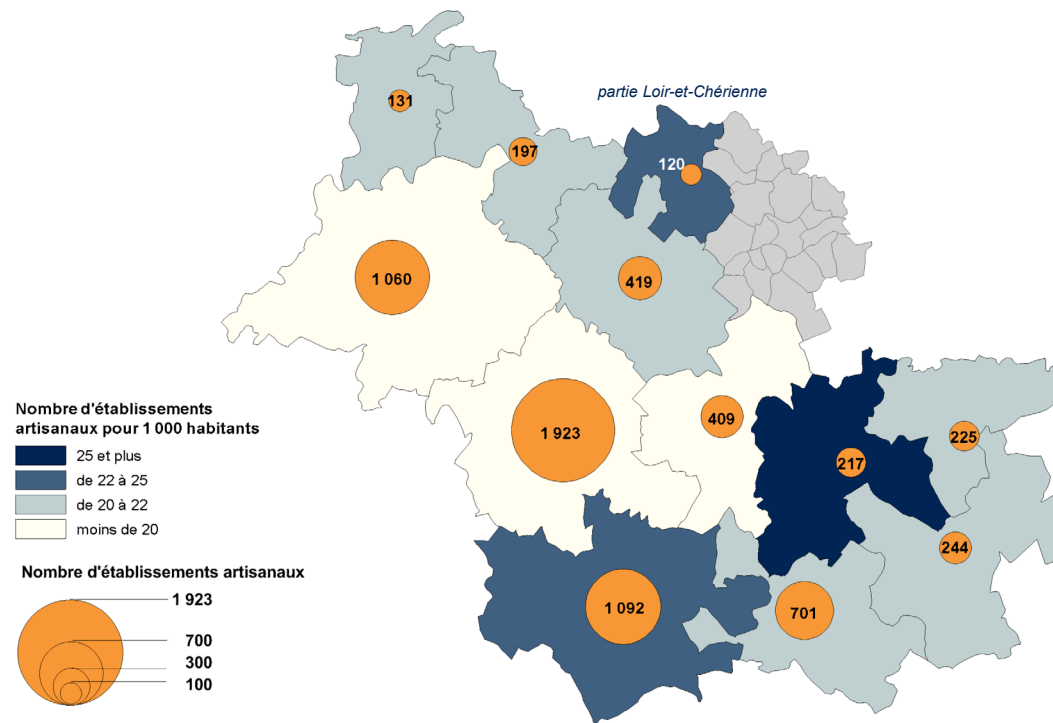 partie Loir-et-Chérienne
131
197
120
1 060
419
1 923
409
225
217
244
1 092
701
Nombre d'établissements
artisanaux pour 1 000 habitants
25 et plus
de 22 à 25
de 20 à 22
moins de 20
Nombre d'établissements artisanaux
1 923
700
300
100